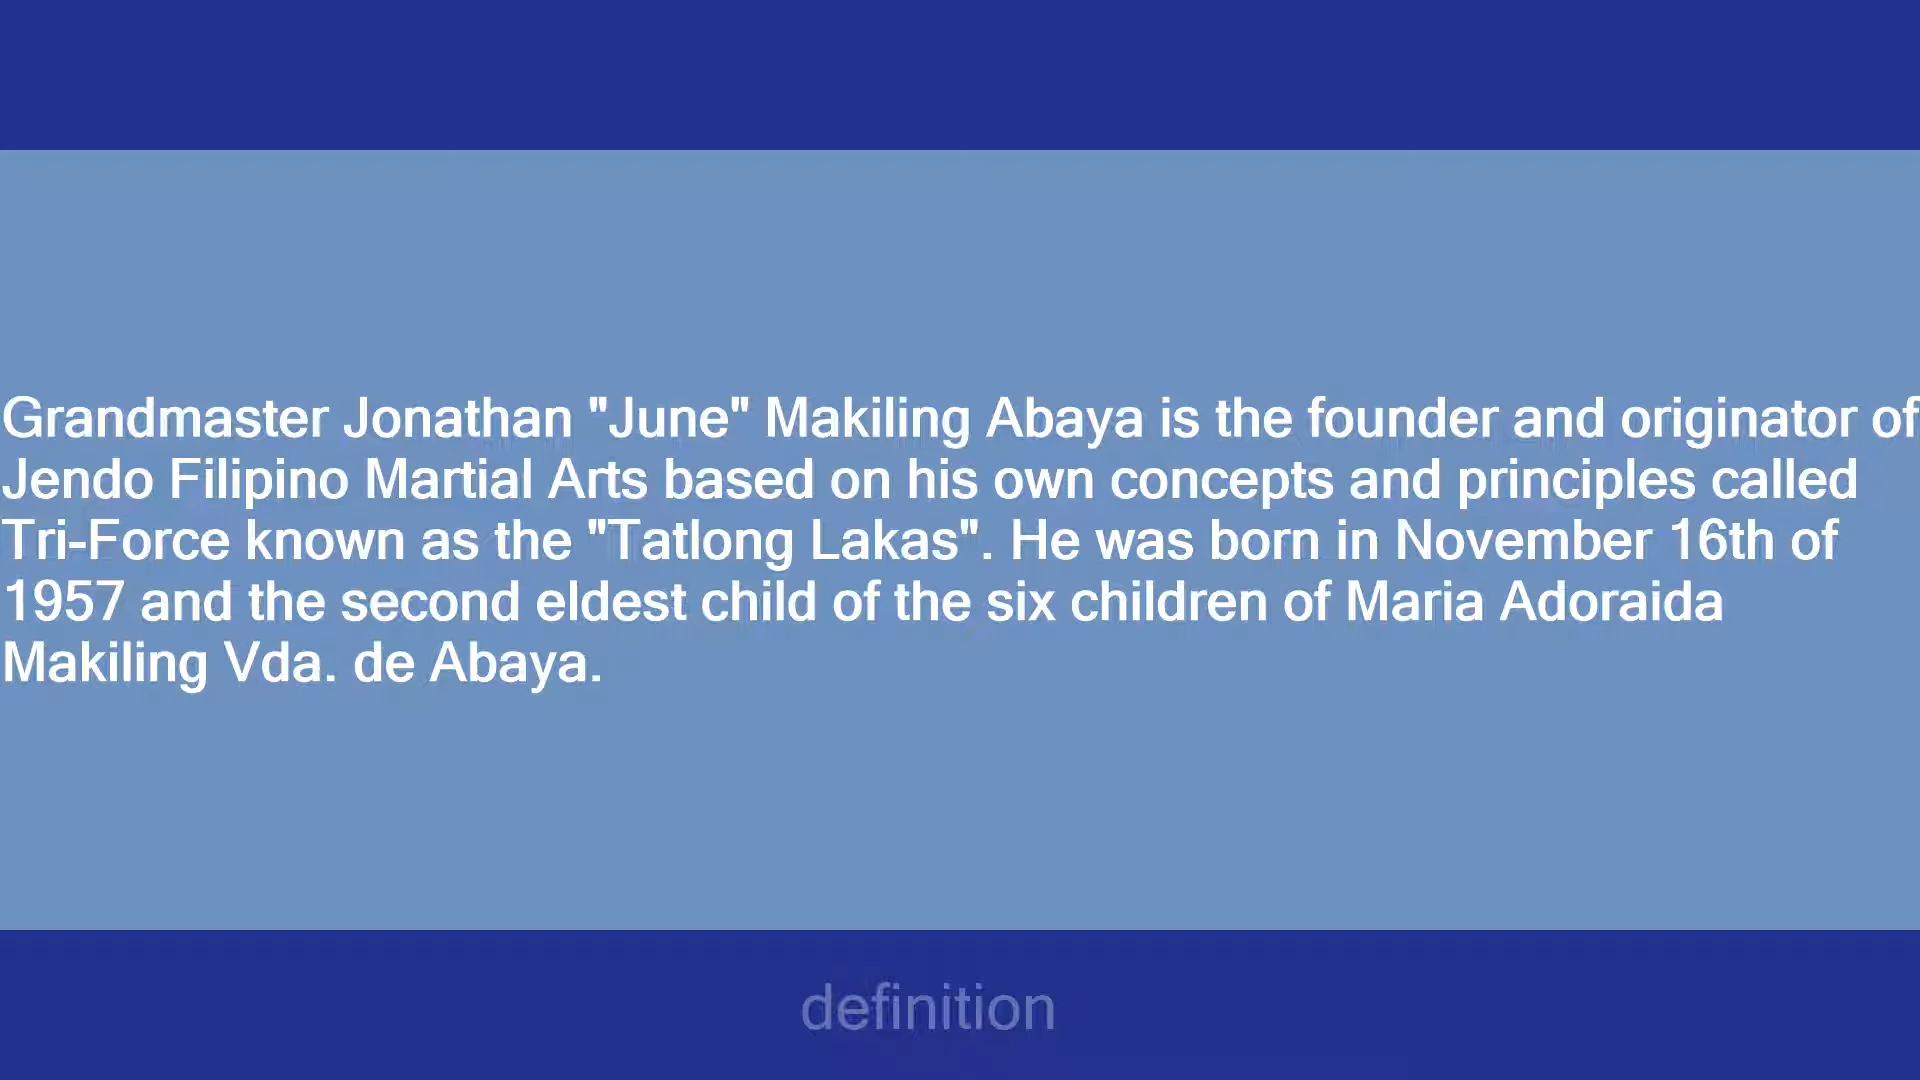 Grandmaster Jonathan "June" Makiling Abaya is the founder and originator of
Jendo Filipino Martial Arts based on his own concepts and principles called
Tri-Force known as the "Tatlong Lakas". He was born in November 16th of
1957 and the second eldest child of the six children of Maria Adoraida
Makiling Vda. de Abaya.
definition